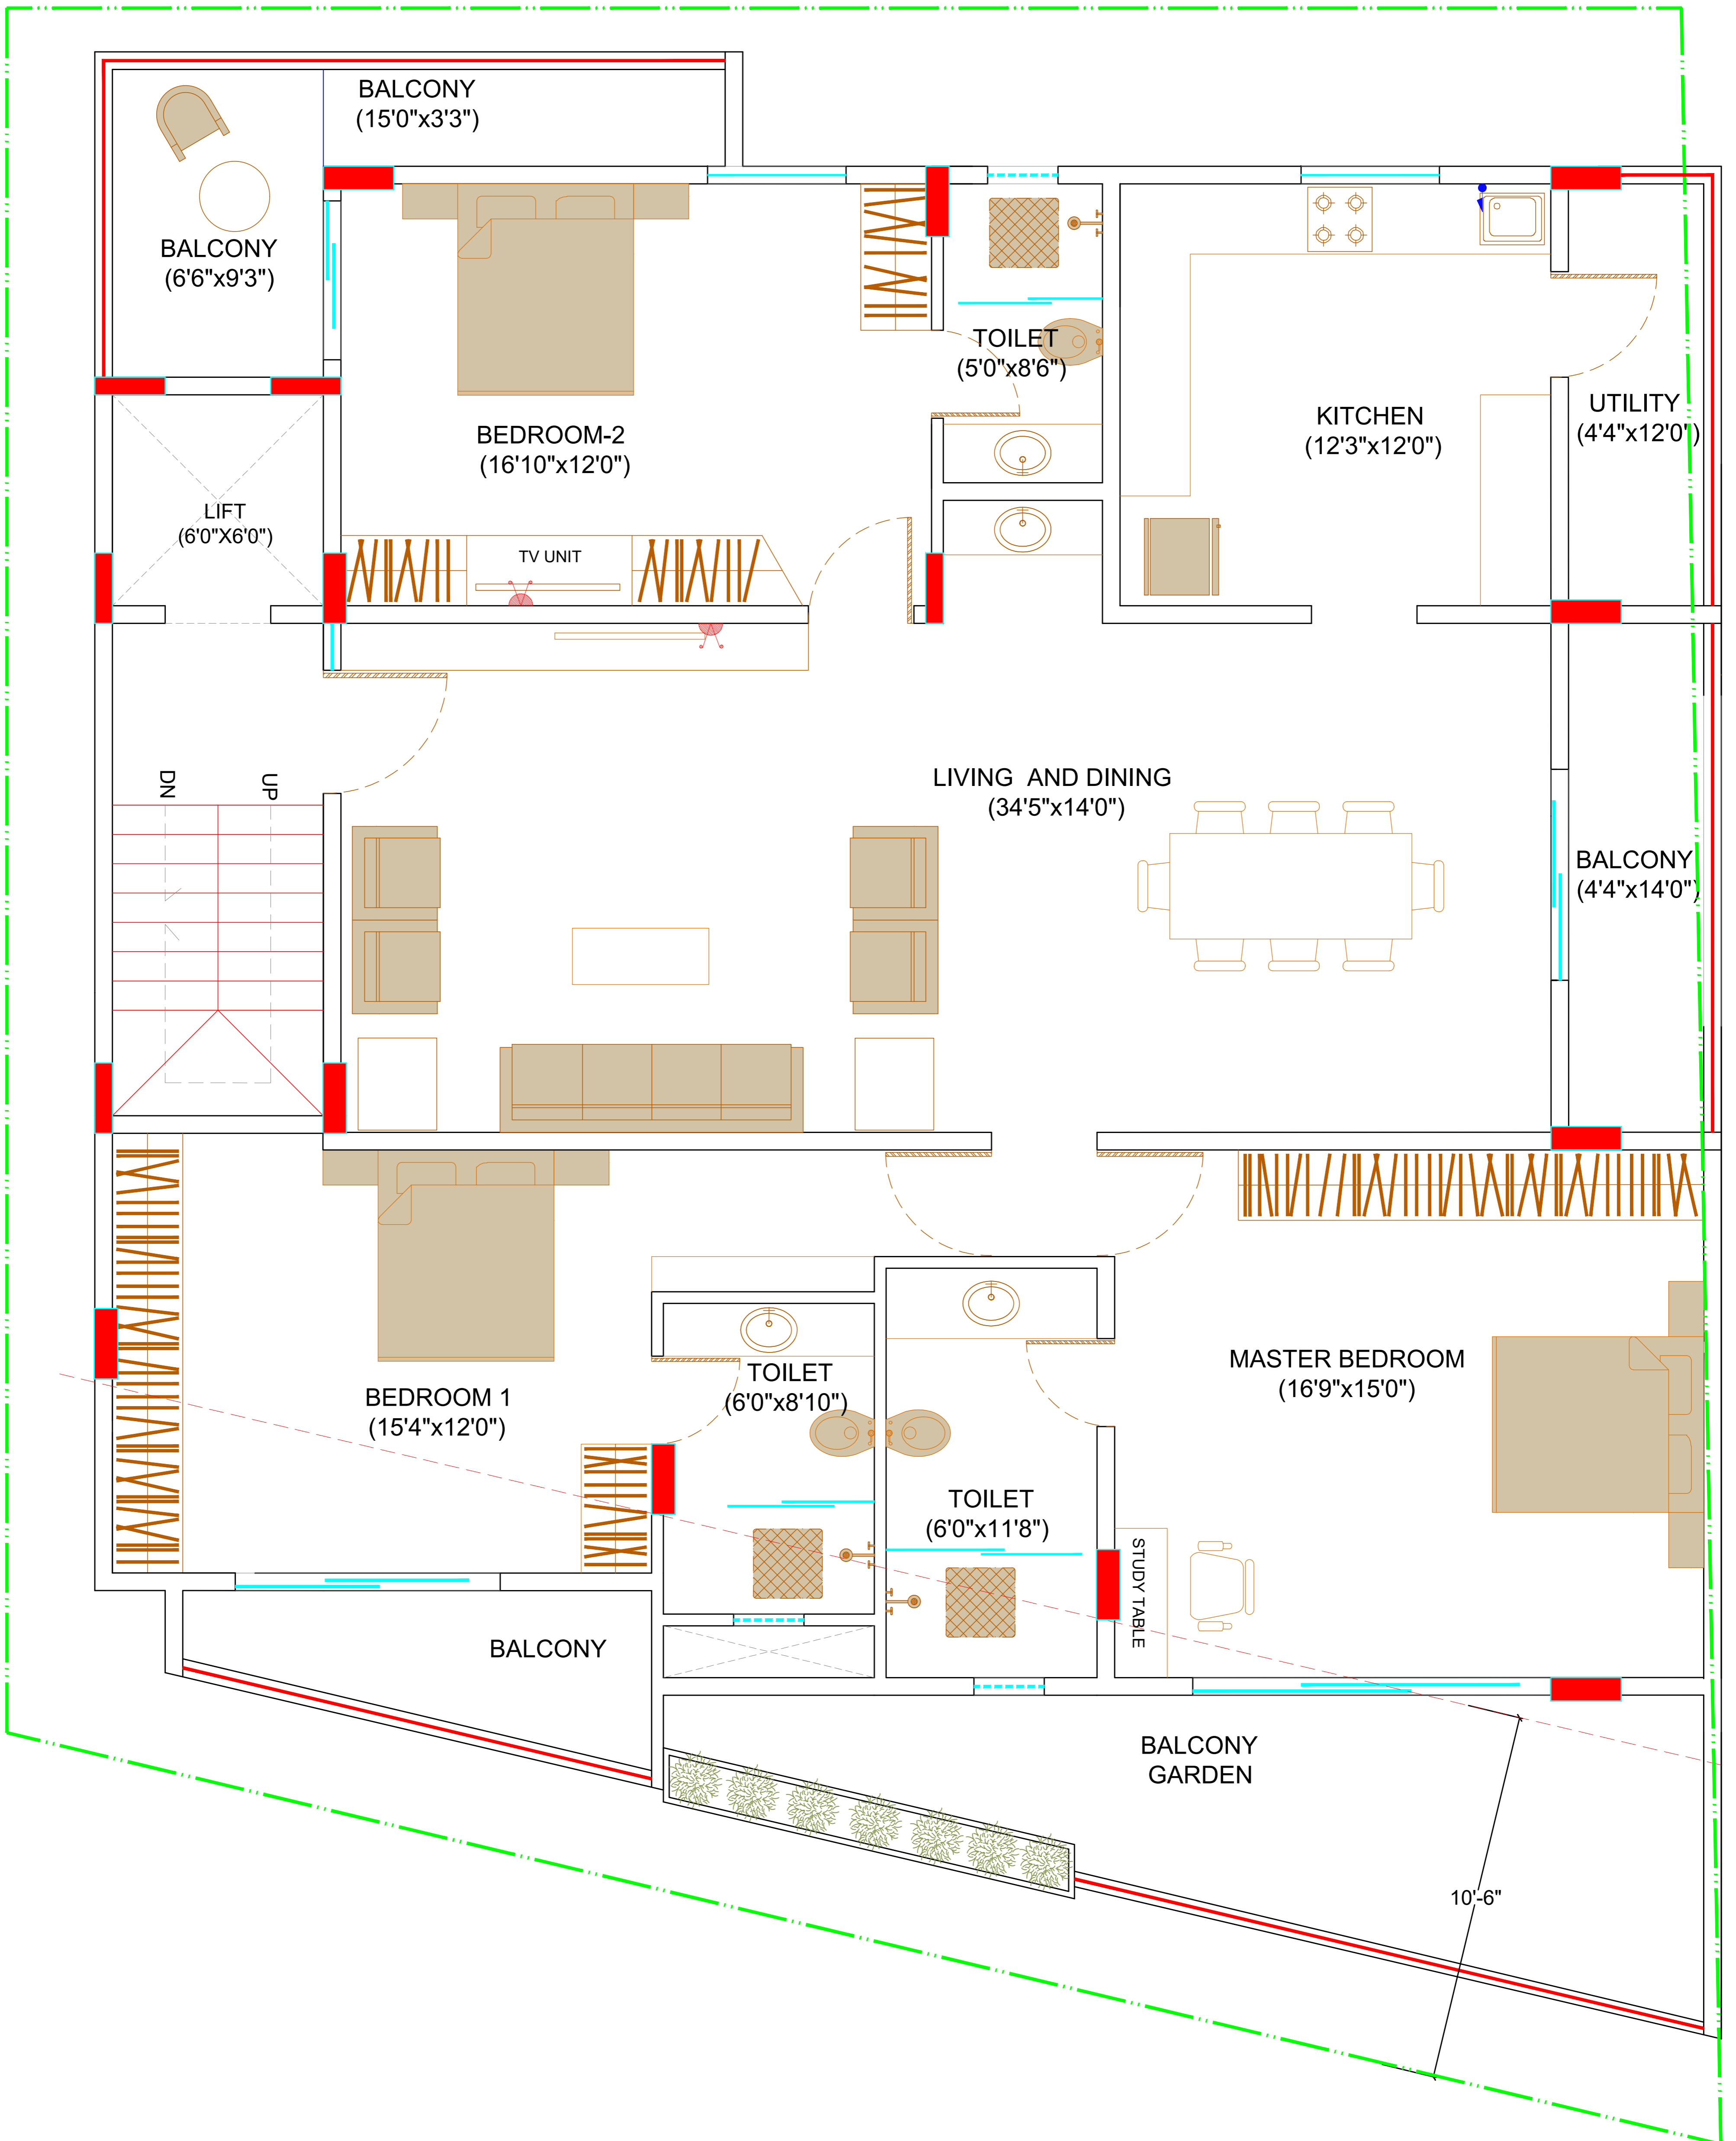 BALCONY
(15'0"x3'3")
BALCONY
(6'6"x9'3")
TOILET
(5'0"x8'6")
BEDROOM-2
(16'10"x12'0")
KITCHEN
(12'3"x12'0")
UTILITY
(4'4"x12'0")
LIFT
(6'0"X6'0")
TV UNIT
DN
UP
LIVING AND DINING
(34'5"x14'0")
BALCONY
(4'4"x14'0")
BEDROOM 1
(15'4"x12'0")
TOILET
(6'0"x8'10")
MASTER BEDROOM
(16'9"x15'0")
TOILET
(6'0"x11'8")
STUDY TABLE
BALCONY
BALCONY
GARDEN
10'-6"